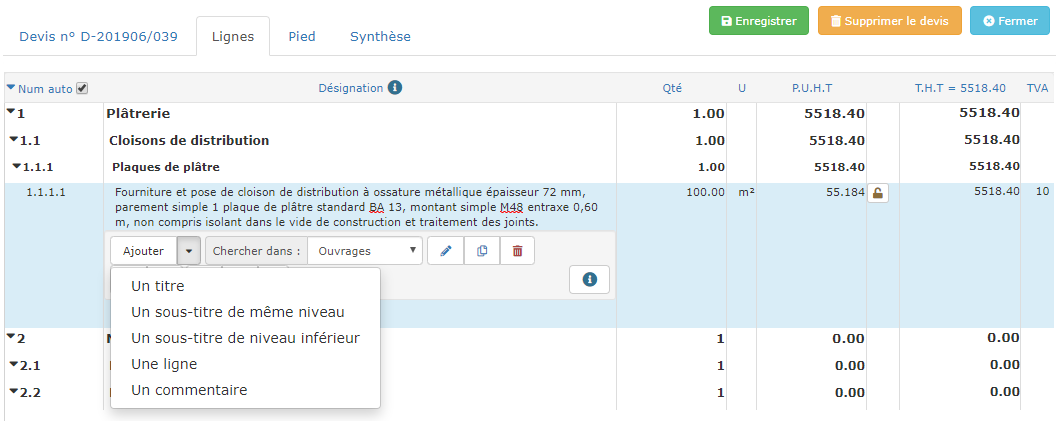 Devis n° D-201906/039
Lignes
Pied
Synthèse
Enregistrer
Supprimer le devis
Fermer
Num auto
Désignation
Qté
U
P.U.H.T
T.H.T = 5518.40
TVA
1 Plâtrerie 1.00 5518.40 5518.40
1.1 Cloisons de distribution 1.00 5518.40 5518.40
1.1.1 Plaques de plâtre 1.00 5518.40 5518.40
1.1.1.1 Fourniture et pose de cloison de distribution à ossature métallique épaisseur 72 mm, 100.00 m² 55.184 5518.40 10
parement simple 1 plaque de plâtre standard BA 13, montant simple M48 entraxe 0,60
m, non compris isolant dans le vide de construction et traitement des joints.
Ajouter
Chercher dans :
Ouvrages
Un titre
Un sous-titre de même niveau
Un sous-titre de niveau inférieur
Une ligne
Un commentaire
2 1 0.00 0.00
2.1 1 0.00 0.00
2.2 1 0.00 0.00